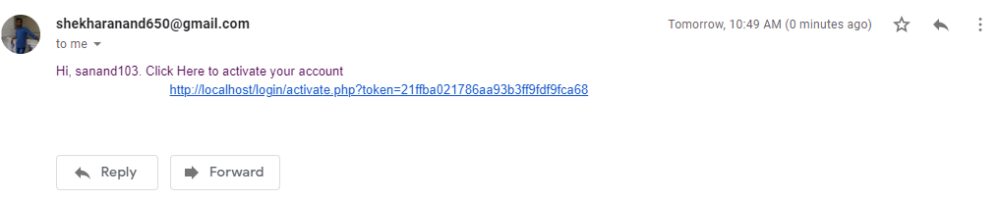 shekharanand650@gmail.com
Tomorrow, 10:49 AM (0 minutes ago)
to me
Hi, sanand103. Click Here to activate your account
http://localhost/login/activate.php?token=21ffba021786aa93b3ff9fdf9fca68
Reply
Forward